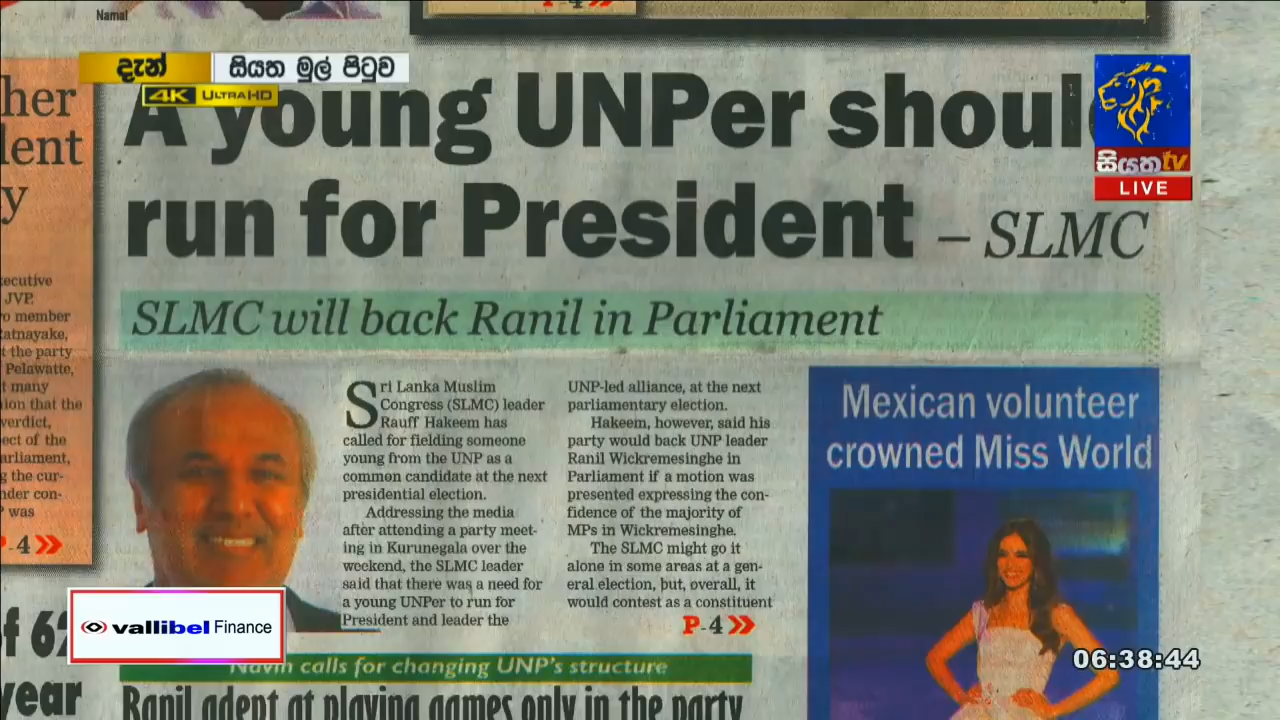 Namal
P-4
දැන්
සියත මුල් පිටුව
4K ULTRA HD
සියත tv
LIVE
her
lent
y
A young UNPer shoul
run for President – SLMC
SLMC will back Ranil in Parliament
ecutive
JVP.
o member
atnayake,
t the party
Pelawatte,
t many
ion that the
verdict,
ect of the
arliament,
g the cur-
nder con-
P was
P-4
Sri Lanka Muslim
Congress (SLMC) leader
Rauff Hakeem has
called for fielding someone
young from the UNP as a
common candidate at the next
presidential election.
Addressing the media
after attending a party meet-
ing in Kurunegala over the
weekend, the SLMC leader
said that there was a need for
a young UNPer to run for
President and leader the
UNP-led alliance, at the next
parliamentary election.
Hakeem, however, said his
party would back UNP leader
Ranil Wickremesinghe in
Parliament if a motion was
presented expressing the con-
fidence of the majority of
MPs in Wickremesinghe.
The SLMC might go it
alone in some areas at a gen-
eral election, but, overall, it
would contest as a constituent
P-4
Mexican volunteer
crowned Miss World
of 62
year
vallibel Finance
Navin calls for changing UNP's structure
Ranil adept at playing games only in the party
06:38:44